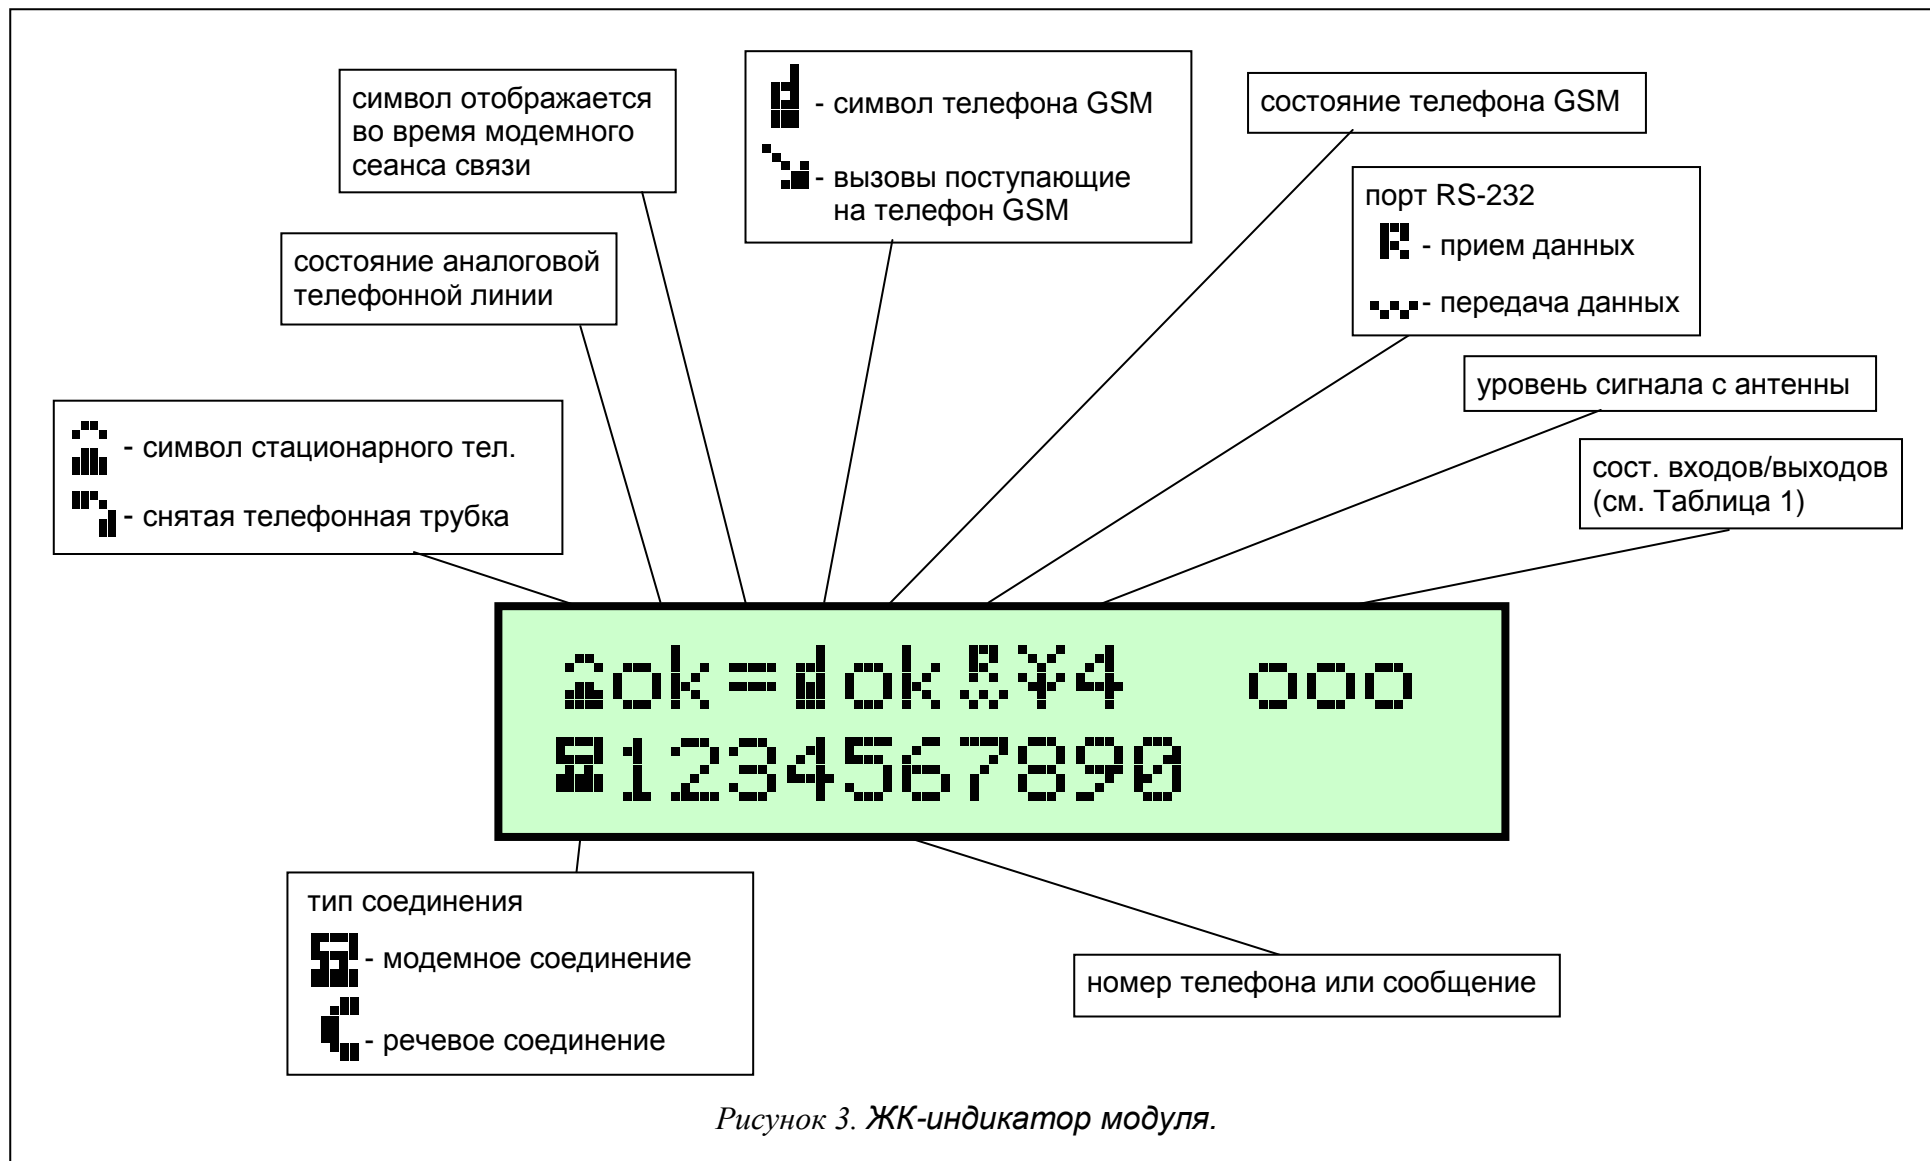 символ отображается
во время модемного
сеанса связи
- символ телефона GSM
- вызовы поступающие
на телефон GSM
состояние телефона GSM
порт RS-232
R - прием данных
- передача данных
состояние аналоговой
телефонной линии
уровень сигнала с антенны
- символ стационарного тел.
- снятая телефонная трубка
сост. входов/выходов
(см. Таблица 1)
ok= ok 4 ooo
1234567890
тип соединения
- модемное соединение
- речевое соединение
номер телефона или сообщение
Рисунок 3. ЖК-индикатор модуля.